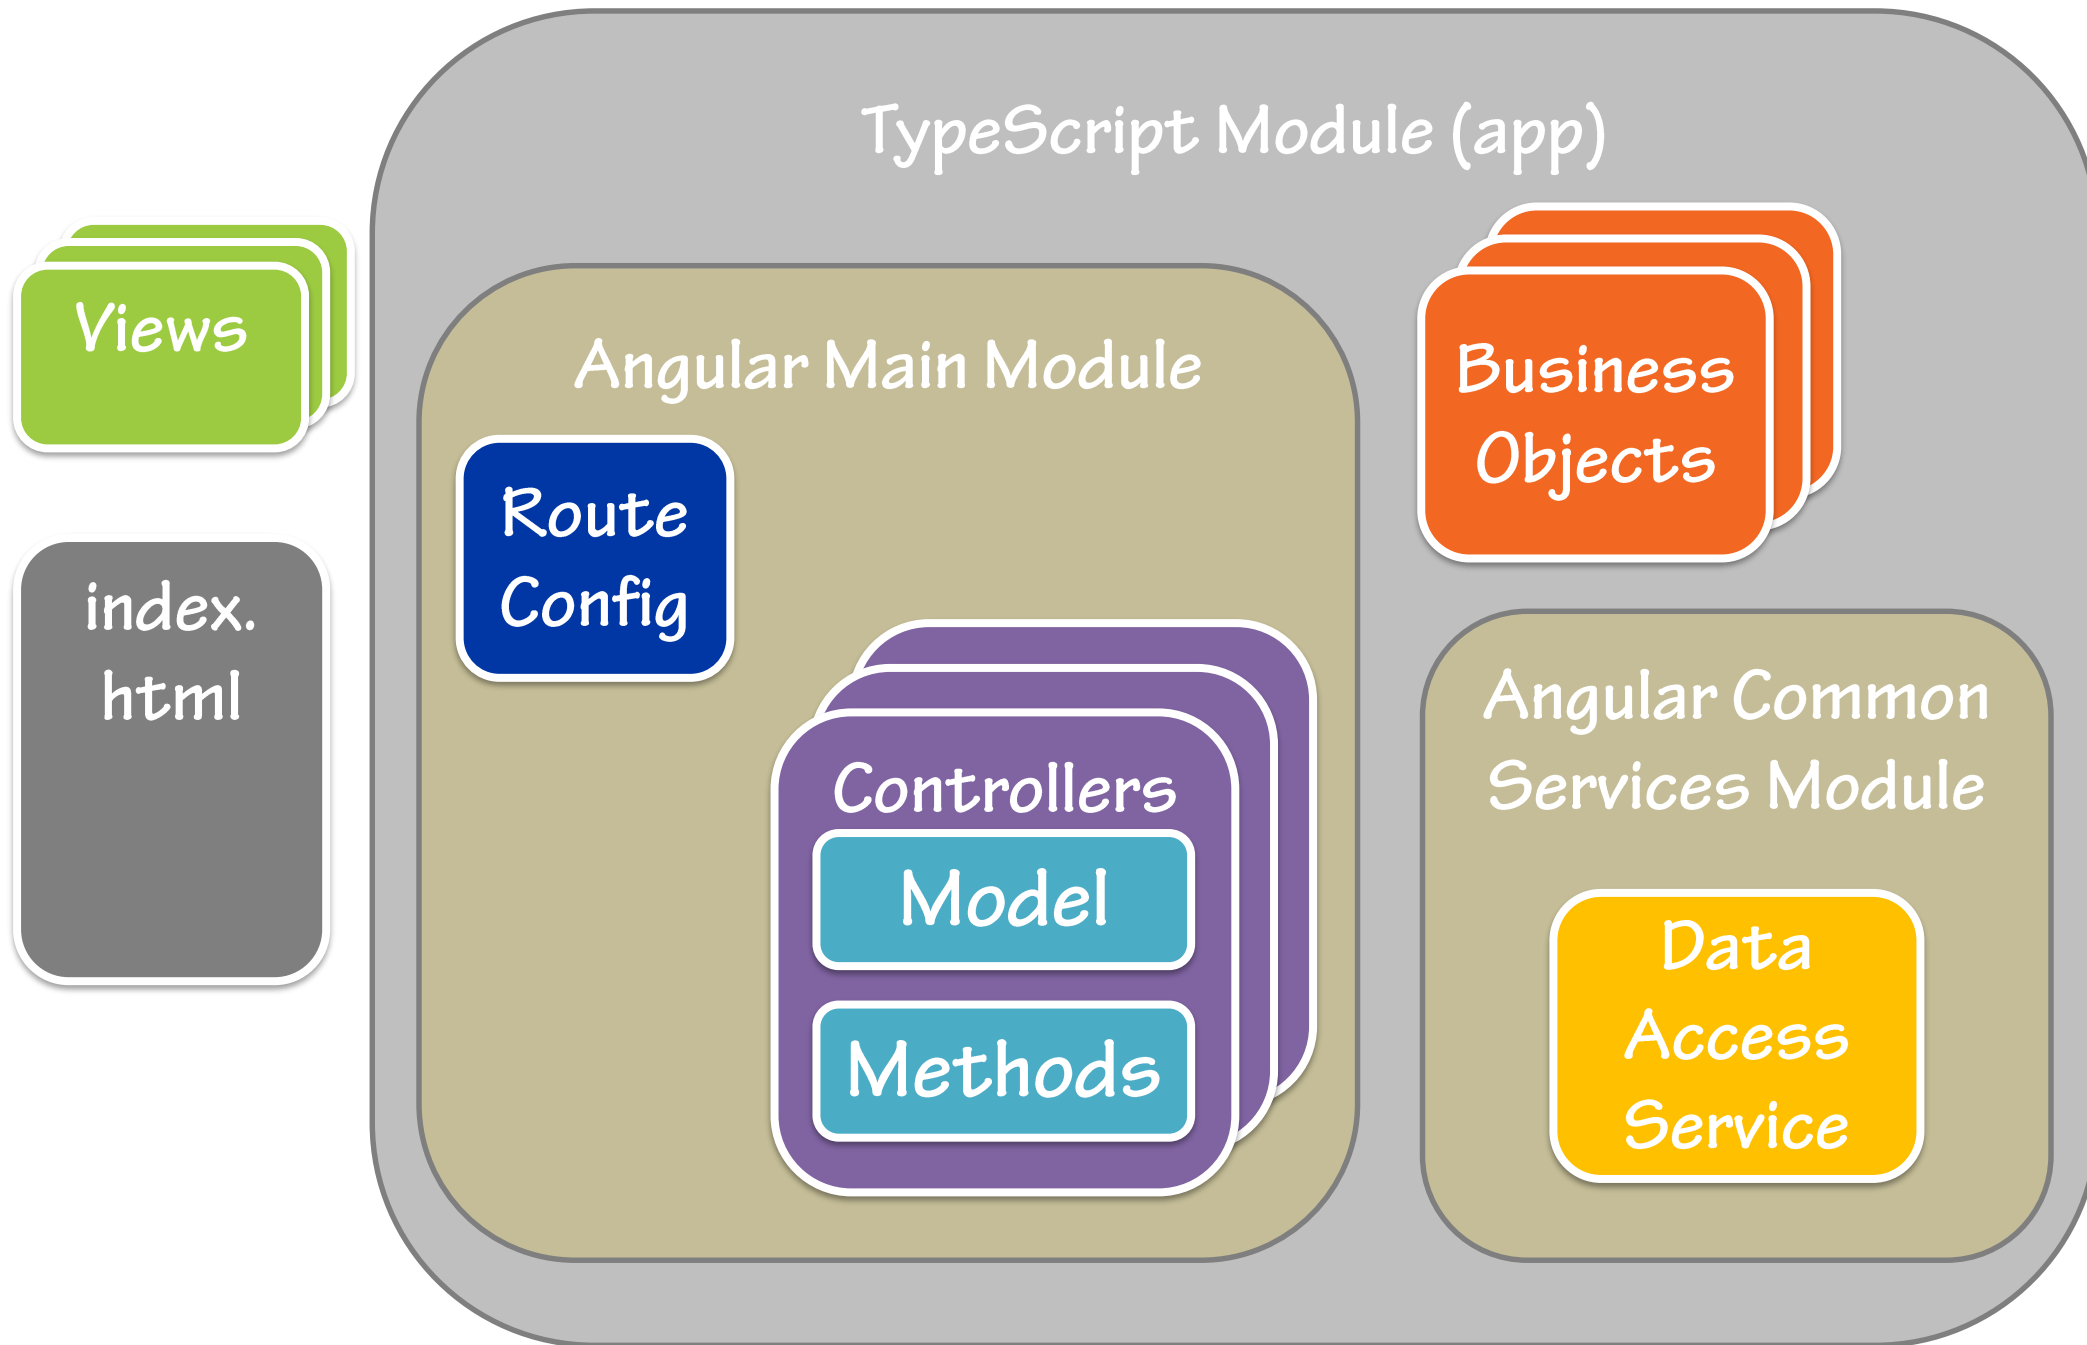 TypeScript Module (app)
Views
index.
html
Angular Main Module
Route
Config
Controllers
Model
Methods
Business
Objects
Angular Common
Services Module
Data
Access
Service